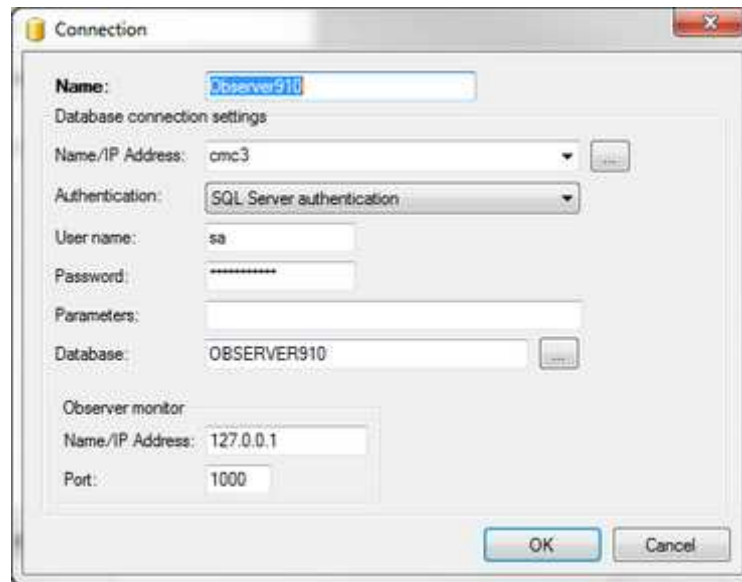 Connection
Name: Observer910
Database connection settings
Name/IP Address: cmc3 ...
Authentication: SQL Server authentication
User name: sa
Password: ***********
Parameters:
Database: OBSERVER910 ...
Observer monitor
Name/IP Address: 127.0.0.1
Port: 1000
OK Cancel